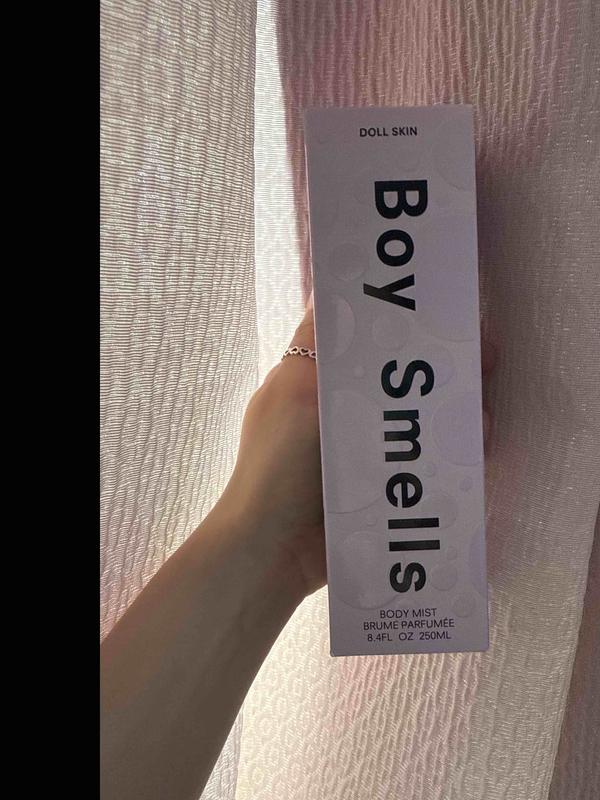 DOLL SKIN
Boy Smells
BODY MIST
BRUME PARFUMÉE
8.4FL OZ 250ML